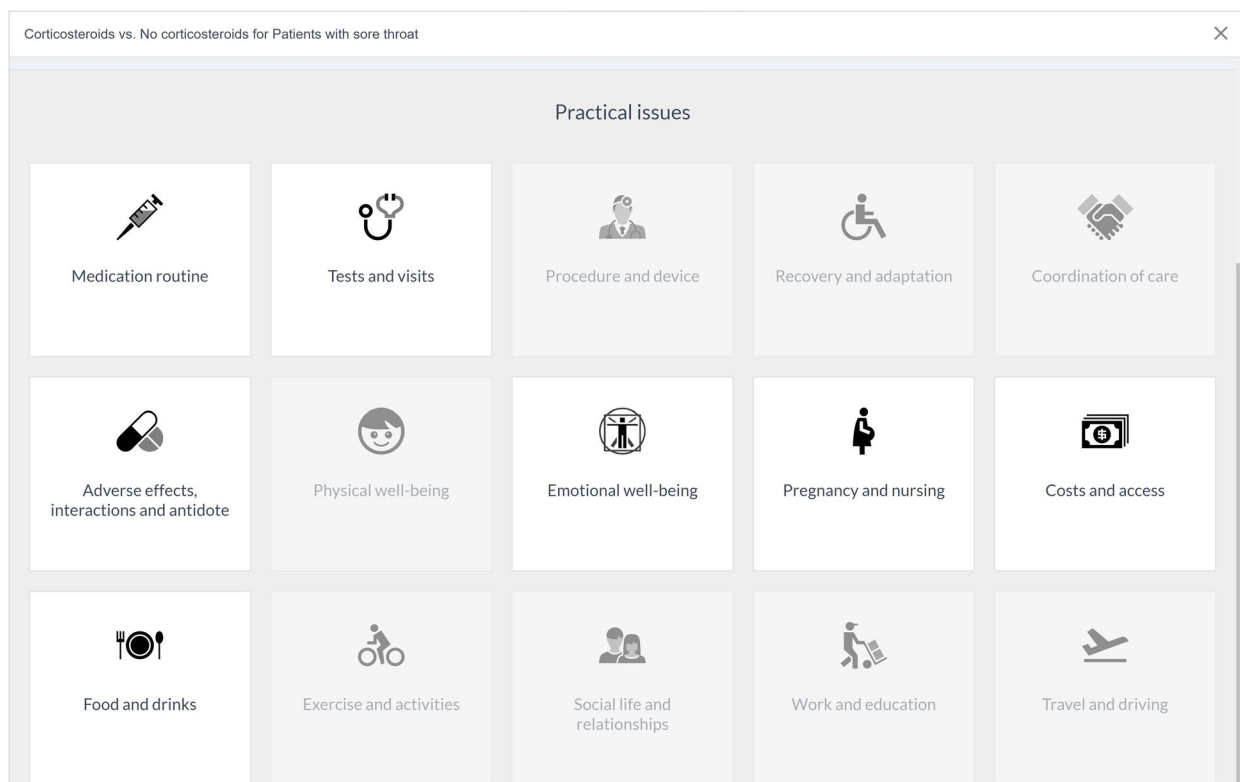 Corticosteroids vs. No corticosteroids for Patients with sore throat
Practical issues
Medication routine
Tests and visits
Procedure and device
Recovery and adaptation
Coordination of care
Adverse effects,
interactions and antidote
Physical well-being
Emotional well-being
Pregnancy and nursing
Costs and access
Food and drinks
Exercise and activities
Social life and
relationships
Work and education
Travel and driving